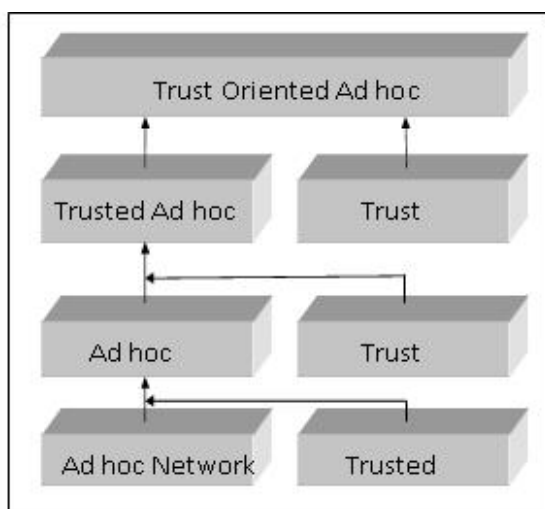 Trust Oriented Ad hoc
Trusted Ad hoc
Trust
Ad hoc
Trust
Ad hoc Network
Trusted